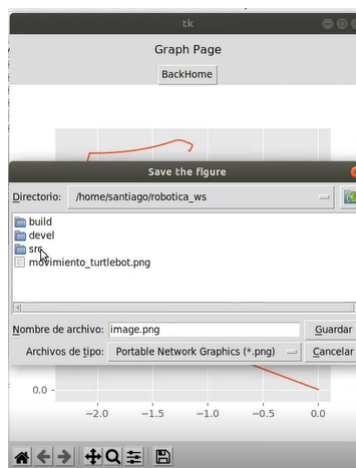 tk
Graph Page
BackHome
Save the figure
Directorio: /home/santiago/robotica_ws
build
devel
src
movimiento_turtlebot.png
Nombre de archivo: image.png Guardar
Archivos de tipo: Portable Network Graphics (*.png) Cancelar
0.0
−2.0 −1.5 −1.0 −0.5 0.0